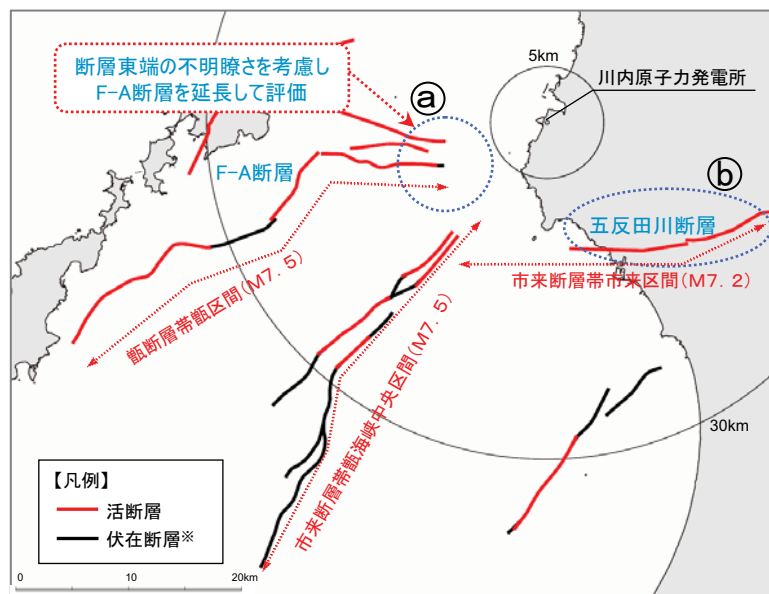 断層東端の不明瞭さを考慮し
F-A断層を延長して評価
ⓐ
5km
川内原子力発電所
F-A断層
ⓑ
五反田川断層
市来断層帯市来区間(M7.2)
甑断層帯甑区間(M7.5)
市来断層帯甑海峡中央区間(M7.5)
30km
【凡例】
活断層
伏在断層※
0 10 20km